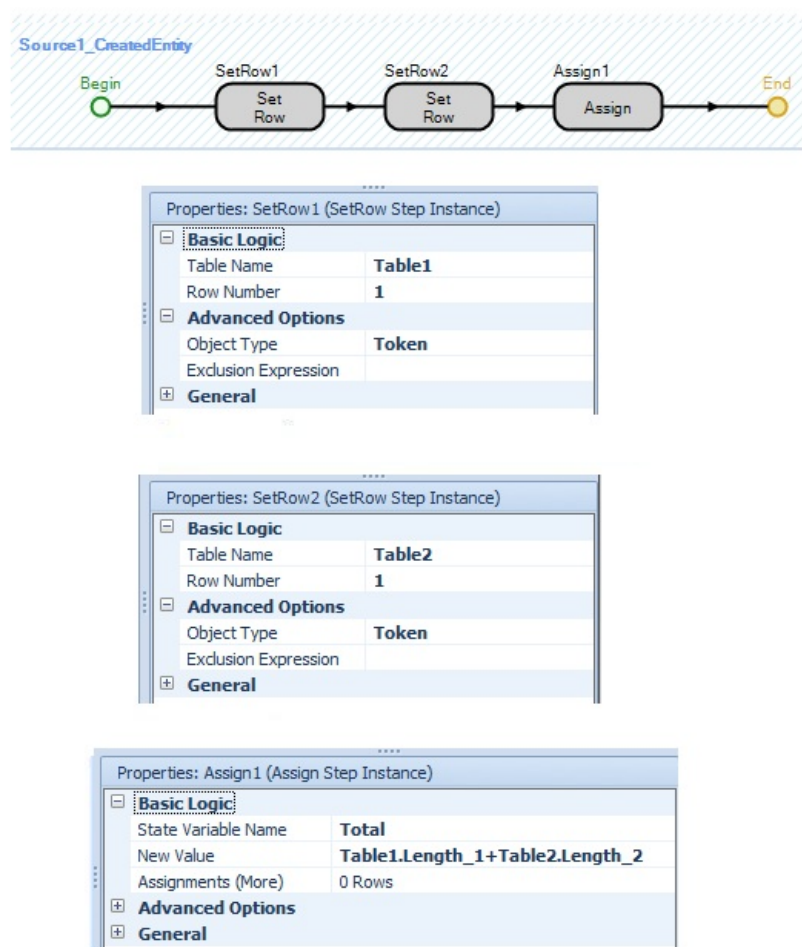 Source1_CreatedEntity
Begin
SetRow1
SetRow2
Assign1
End
Set
Row
Set
Row
Assign
Properties: SetRow1 (SetRow Step Instance)
Basic Logic
Table Name Table1
Row Number 1
Advanced Options
Object Type Token
Exclusion Expression
General
Properties: SetRow2 (SetRow Step Instance)
Basic Logic
Table Name Table2
Row Number 1
Advanced Options
Object Type Token
Exclusion Expression
General
Properties: Assign1 (Assign Step Instance)
Basic Logic
State Variable Name Total
New Value Table1.Length_1+Table2.Length_2
Assignments (More) 0 Rows
Advanced Options
General